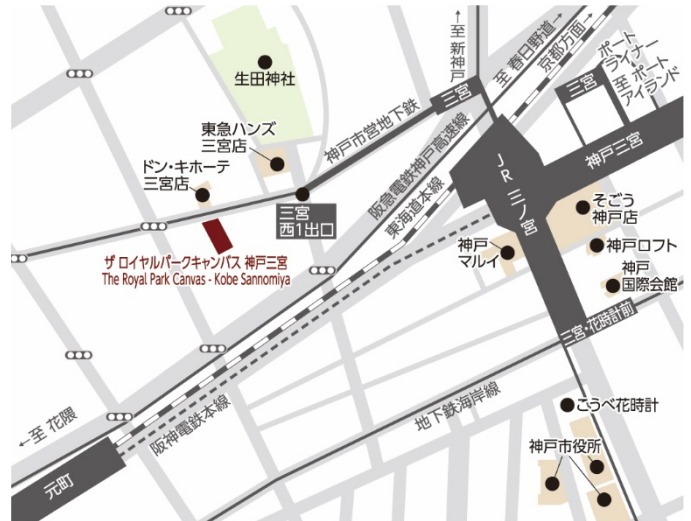 生田神社
東急ハンズ
三宮店
ドン・キホーテ
三宮店
三宮
西1出口
神戸市営地下鉄
三宮
←至 新神戸
至 春日野道→
京都方面→
阪急電鉄神戸高速線
東海道本線
三宮
ポート
ライナー
至 ポート
アイランド
→
神戸三宮
JR 三ノ宮
そごう
神戸店
神戸ロフト
神戸
国際会館
神戸
マルイ
三宮・花時計前
ザ ロイヤルパークキャンバス 神戸三宮
The Royal Park Canvas - Kobe Sannomiya
←至 花隈
元町
阪神電鉄本線
地下鉄海岸線
こうべ花時計
神戸市役所